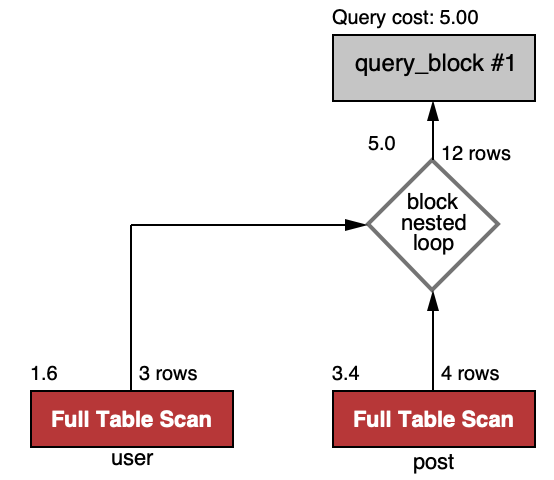 Query cost: 5.00
query_block #1
5.0
12 rows
block
nested
loop
1.6
3 rows
3.4
4 rows
Full Table Scan
Full Table Scan
user
post